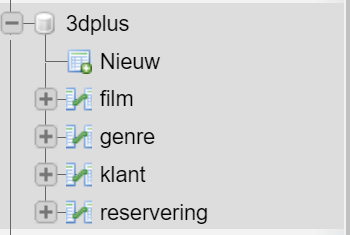 3dplus
Nieuw
film
genre
klant
reservering